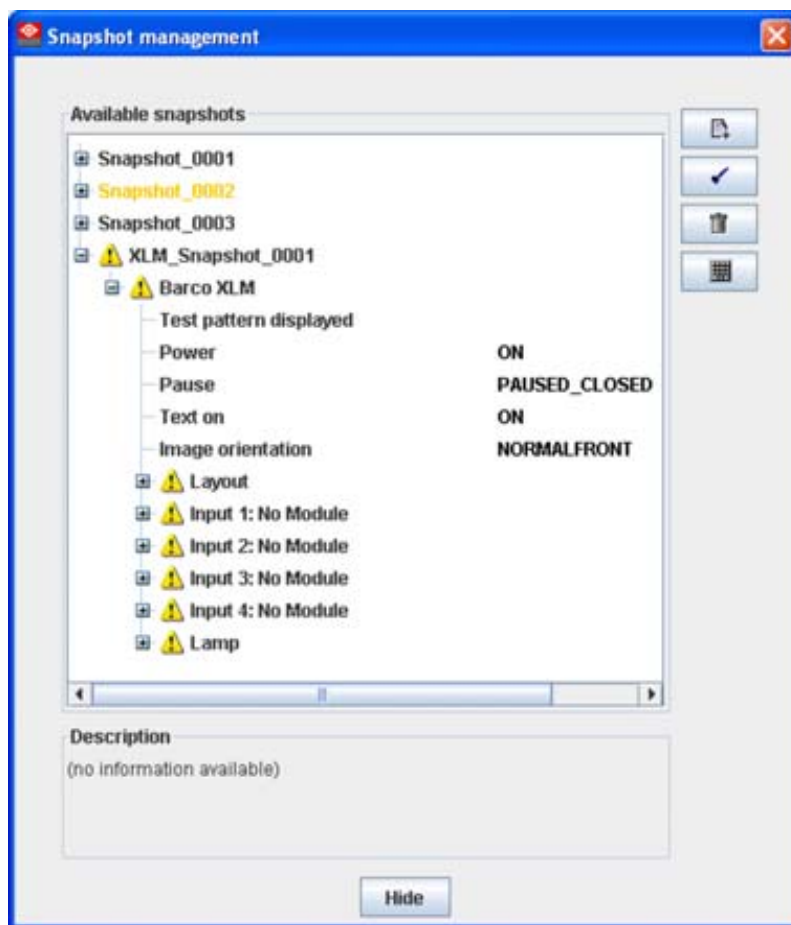 Snapshot management
Available snapshots
Snapshot_0001
Snapshot_0002
Snapshot_0003
XLM_Snapshot_0001
Barco XLM
Test pattern displayed
Power ON
Pause PAUSED_CLOSED
Text on ON
Image orientation NORMALFRONT
Layout
Input 1: No Module
Input 2: No Module
Input 3: No Module
Input 4: No Module
Lamp
Description
(no information available)
Hide